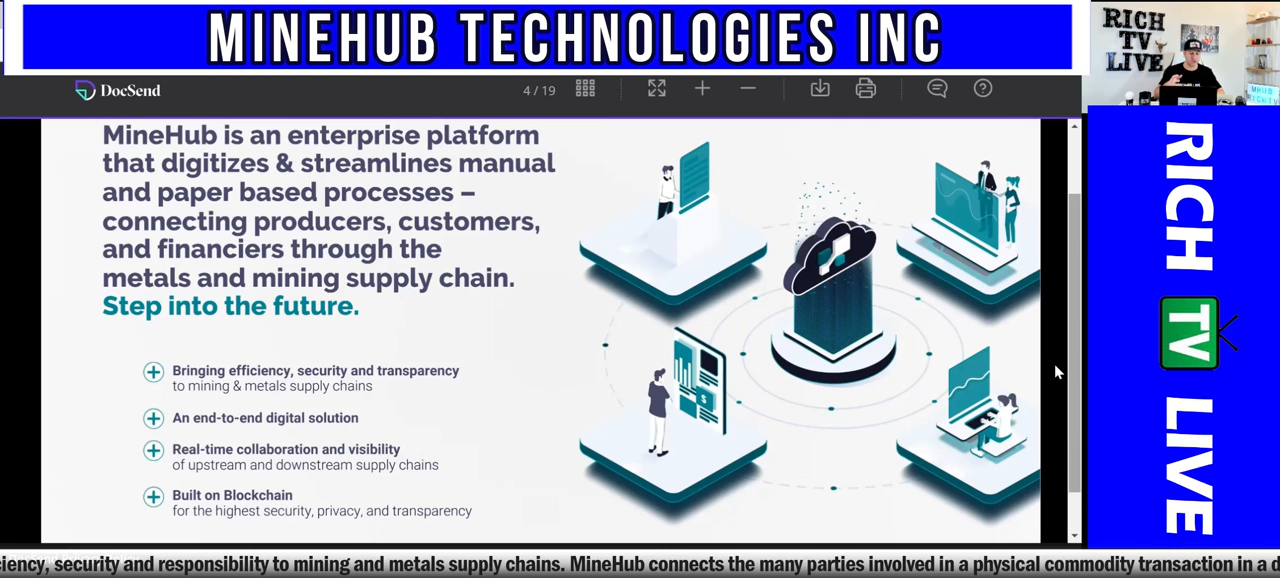 MINEHUB TECHNOLOGIES INC
RICH
TV
LIVE
DocSend
4 / 19
MineHub is an enterprise platform
that digitizes & streamlines manual
and paper based processes –
connecting producers, customers,
and financiers through the
metals and mining supply chain.
Step into the future.
Bringing efficiency, security and transparency
to mining & metals supply chains
An end-to-end digital solution
Real-time collaboration and visibility
of upstream and downstream supply chains
Built on Blockchain
for the highest security, privacy, and transparency
RICH TV LIVE
ciency, security and responsibility to mining and metals supply chains. MineHub connects the many parties involved in a physical commodity transaction in a d